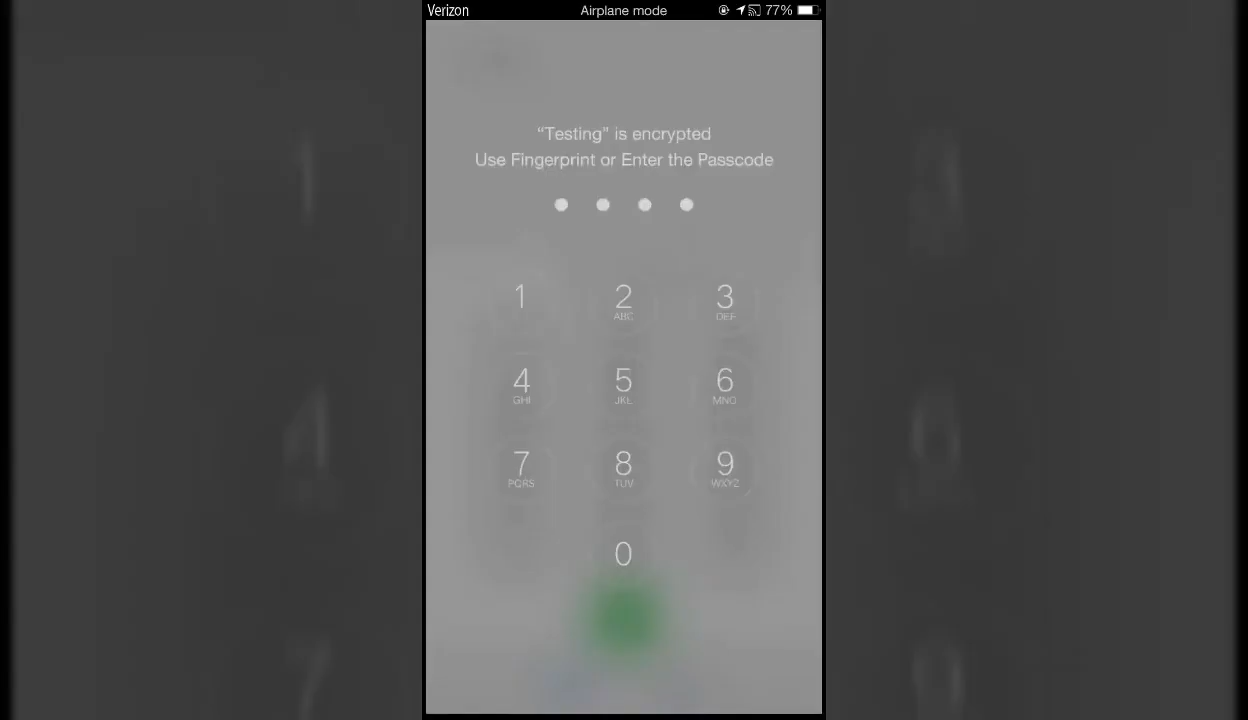 Verizon Airplane mode 77%
“Testing” is encrypted
Use Fingerprint or Enter the Passcode
1 2 3
ABC DEF
4 5 6
GHI JKL MNO
7 8 9
PQRS TUV WXYZ
0